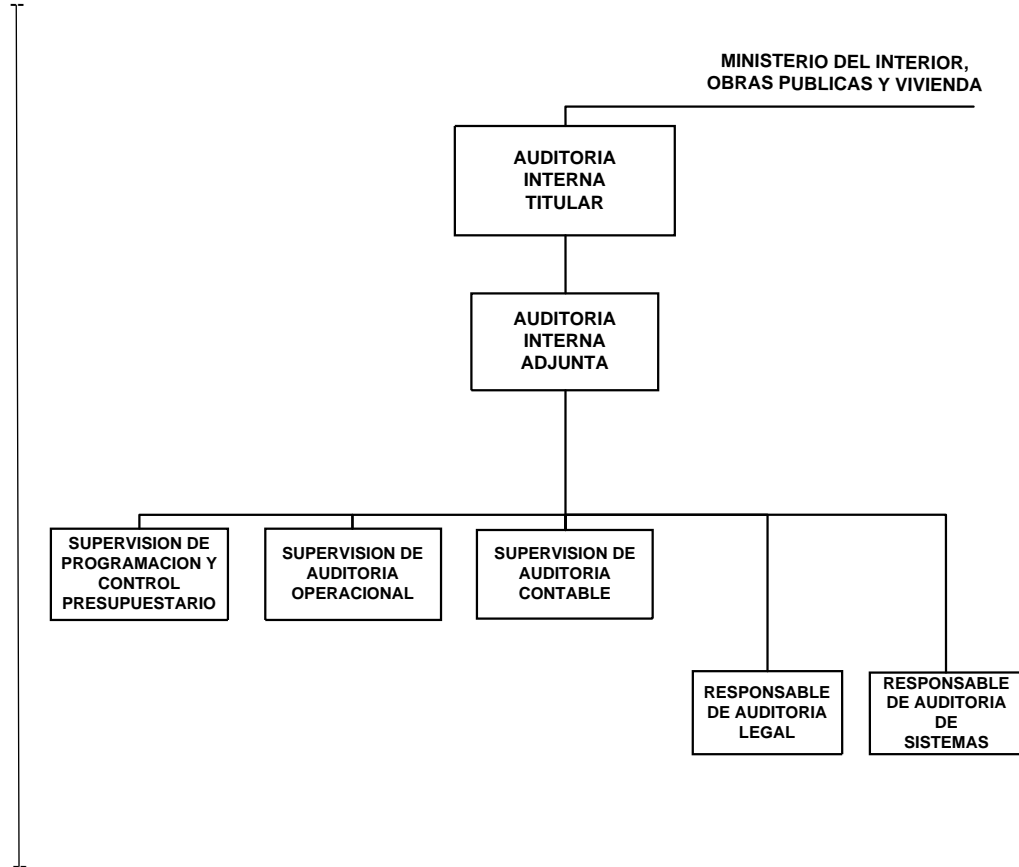 MINISTERIO DEL INTERIOR,
OBRAS PUBLICAS Y VIVIENDA
AUDITORIA
INTERNA
TITULAR
AUDITORIA
INTERNA
ADJUNTA
SUPERVISION DE
PROGRAMACION Y
CONTROL
PRESUPUESTARIO
SUPERVISION DE
AUDITORIA
OPERACIONAL
SUPERVISION DE
AUDITORIA
CONTABLE
RESPONSABLE
DE AUDITORIA
LEGAL
RESPONSABLE
DE AUDITORIA
DE
SISTEMAS